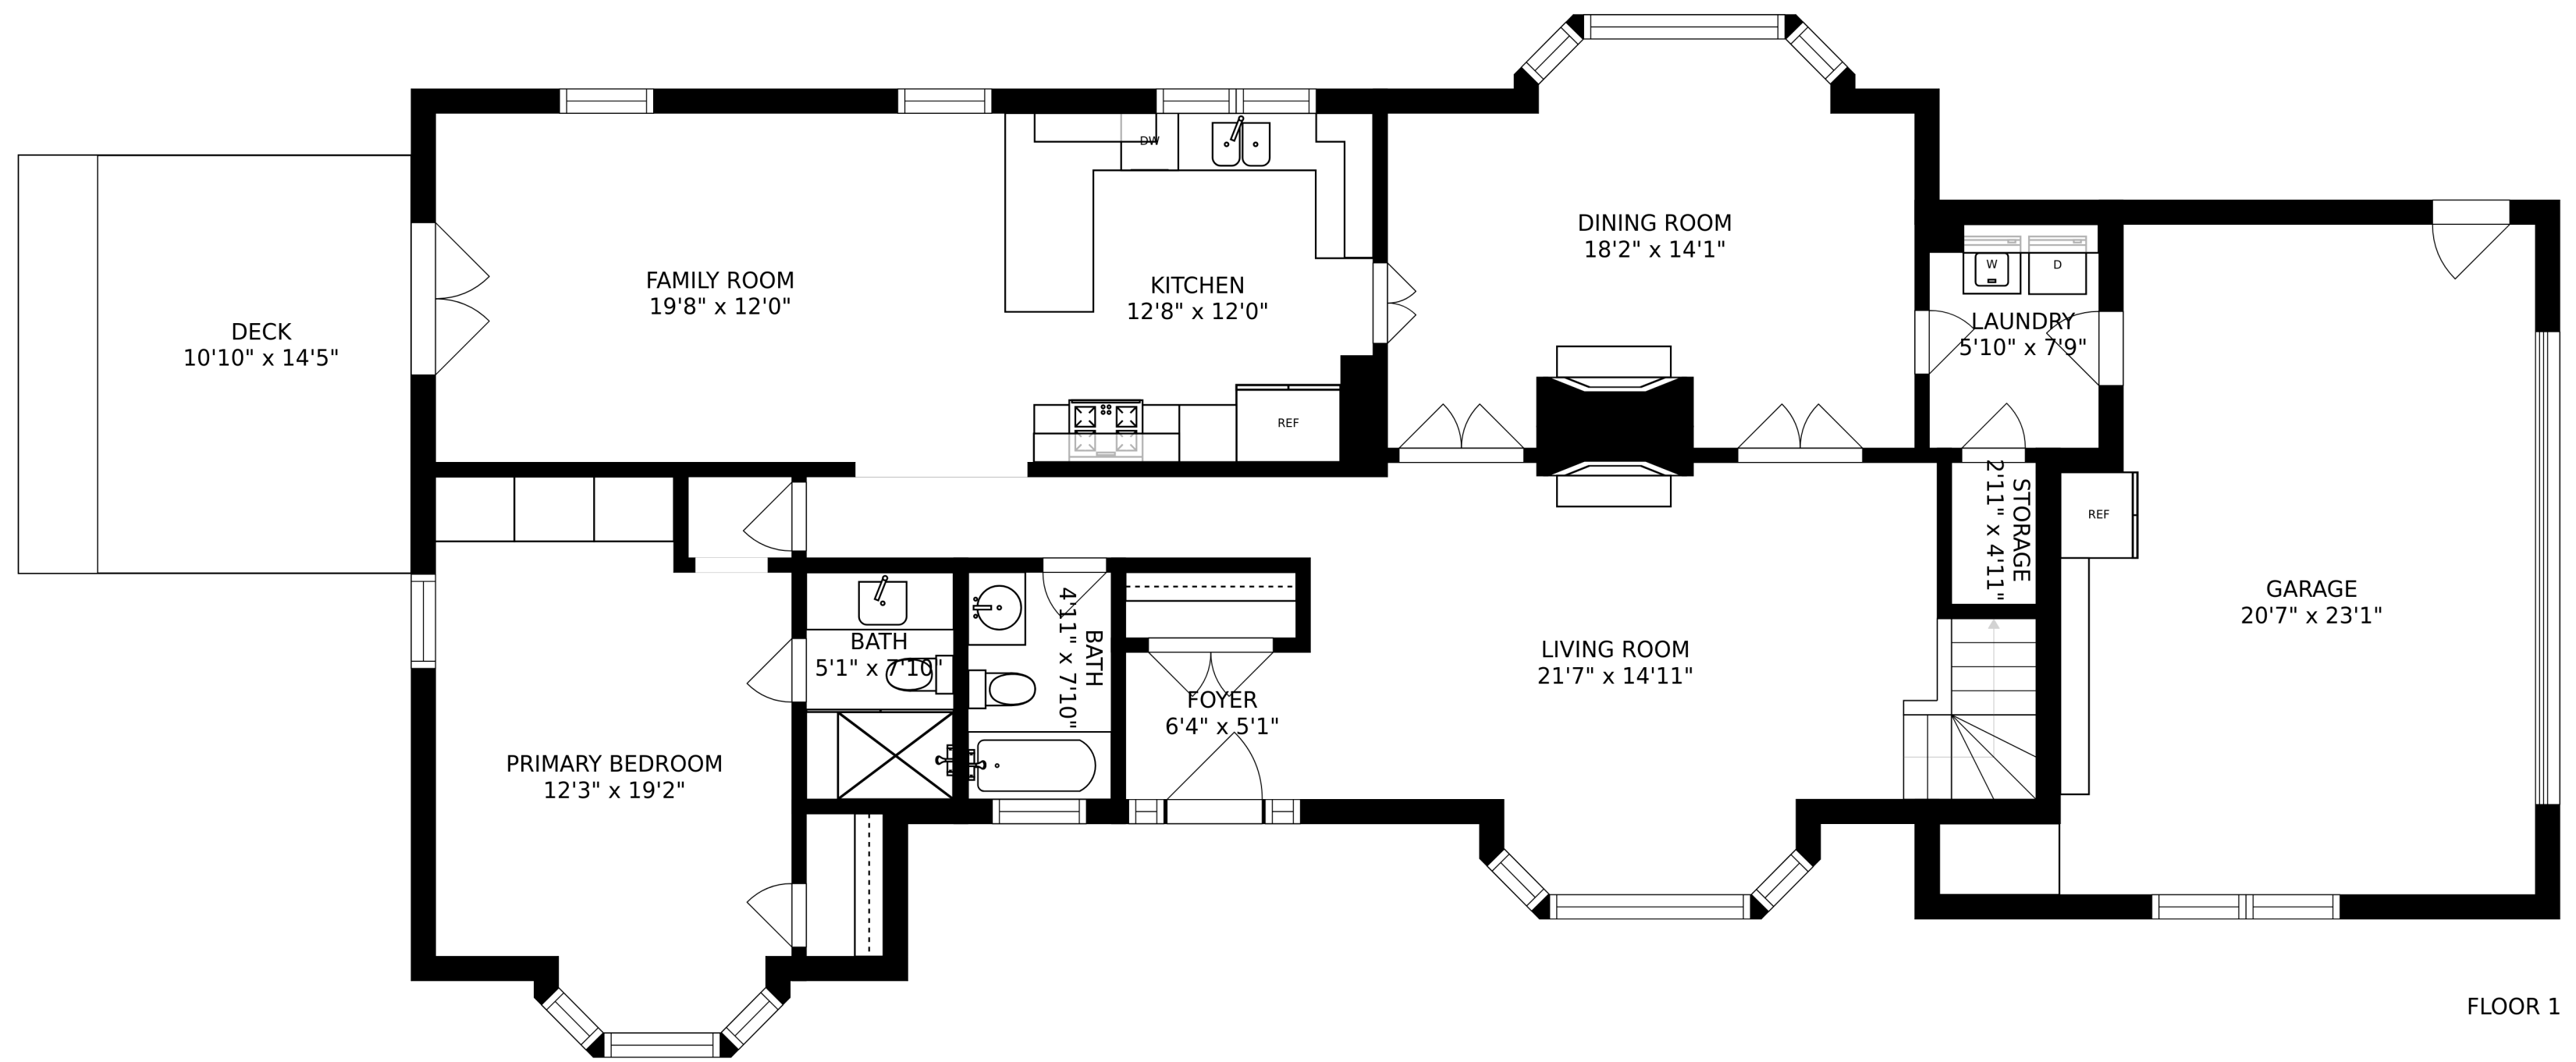 DINING ROOM
18'2" x 14'1"
FAMILY ROOM
19'8" x 12'0"
KITCHEN
12'8" x 12'0"
DW
REF
DECK
10'10" x 14'5"
W
D
LAUNDRY
5'10" x 7'9"
STORAGE
2'11" x 4'11"
REF
GARAGE
20'7" x 23'1"
BATH
5'1" x 7'10"
BATH
4'11" x 7'10"
FOYER
6'4" x 5'1"
LIVING ROOM
21'7" x 14'11"
PRIMARY BEDROOM
12'3" x 19'2"
FLOOR 1